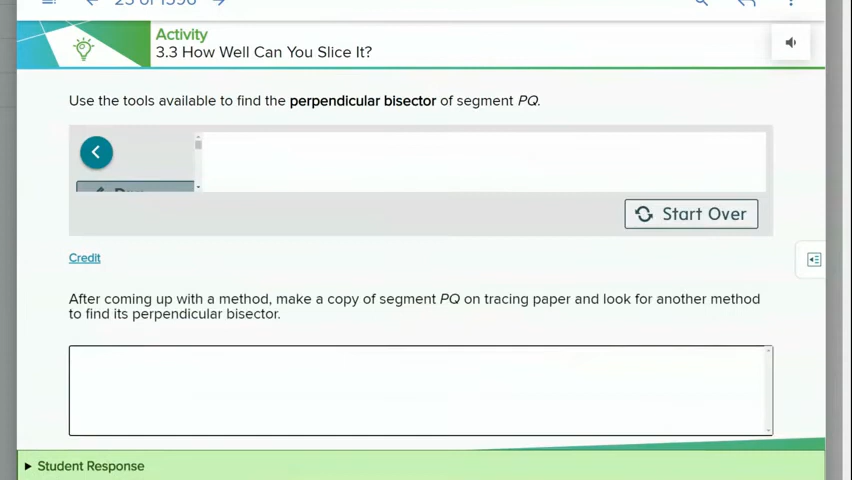 Activity
3.3 How Well Can You Slice It?
Use the tools available to find the perpendicular bisector of segment PQ.
Start Over
Credit
After coming up with a method, make a copy of segment PQ on tracing paper and look for another method
to find its perpendicular bisector.
Student Response